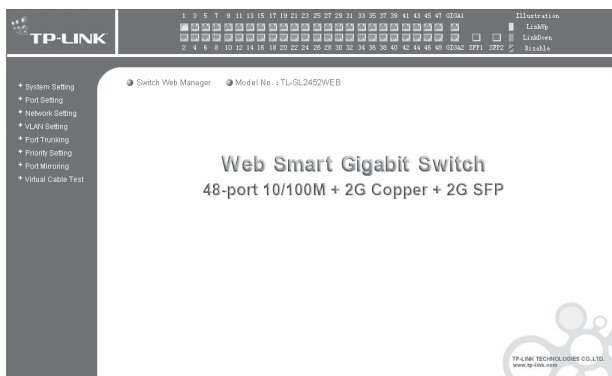 1 3 5 7 9 11 13 15 17 19 21 23 25 27 29 31 33 35 37 39 41 43 45 47 GIGA1 Illustration
LinkUp
TP-LINK
LinkDown
2 4 6 8 10 12 14 16 18 20 22 24 26 28 30 32 34 36 38 40 42 44 46 48 GIGA2 SFP1 SFP2 Disable
Switch Web Manager Model No. : TL-SL2452WEB
System Setting
Port Setting
Network Setting
VLAN Setting
Port Trunking
Priority Setting
Port Mirroring
Virtual Cable Test
Web Smart Gigabit Switch
48-port 10/100M + 2G Copper + 2G SFP
TP-LINK TECHNOLOGIES CO.,LTD.
www.tp-link.com